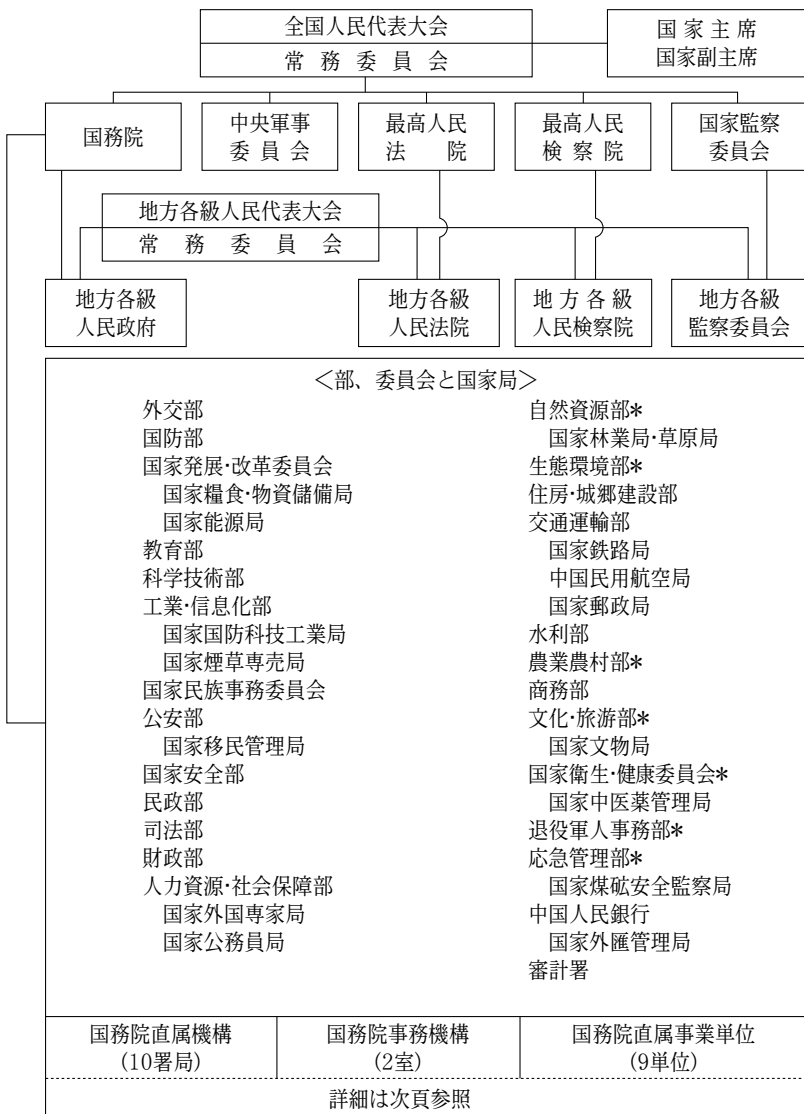 全国人民代表大会
常務委員会
国家主席
国家副主席
国務院
中央軍事
委員会
最高人民
法院
最高人民
検察院
国家監察
委員会
地方各級人民代表大会
常務委員会
地方各級
人民政府
地方各級
人民法院
地方各級
人民検察院
地方各級
監察委員会
＜部、委員会と国家局＞
外交部
国防部
国家発展・改革委員会
国家糧食・物資儲備局
国家能源局
教育部
科学技術部
工業・信息化部
国家国防科技工業局
国家煙草専売局
国家民族事務委員会
公安部
国家移民管理局
国家安全部
民政部
司法部
財政部
人力資源・社会保障部
国家外国専家局
国家公務員局
自然資源部*
国家林業局・草原局
生態環境部*
住房・城郷建設部
交通運輸部
国家鉄路局
中国民用航空局
国家郵政局
水利部
農業農村部*
商務部
文化・旅游部*
国家文物局
国家衛生・健康委員会*
国家中医薬管理局
退役軍人事務部*
応急管理部*
国家煤砿安全監察局
中国人民銀行
国家外匯管理局
審計署
国務院直属機構
(10署局)
国務院事務機構
(2室)
国務院直属事業単位
(9単位)
詳細は次頁参照